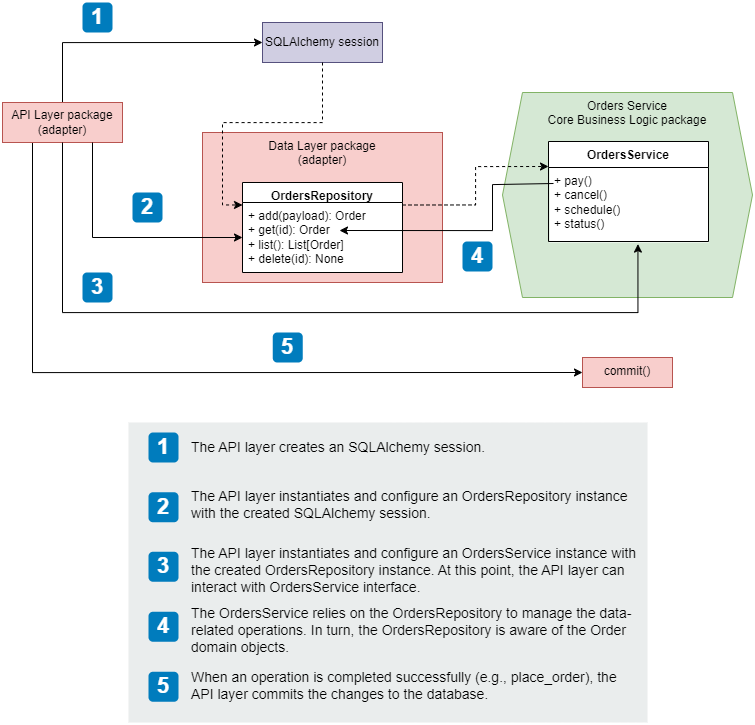 1
SQLAlchemy session
API Layer package
(adapter)
Orders Service
Core Business Logic package
Data Layer package
(adapter)
OrdersService
+ pay()
+ cancel()
+ schedule()
+ status()
OrdersRepository
+ add(payload): Order
+ get(id): Order
+ list(): List[Order]
+ delete(id): None
2
4
3
5
commit()
1
The API layer creates an SQLAlchemy session.
2
The API layer instantiates and configure an OrdersRepository instance
with the created SQLAlchemy session.
3
The API layer instantiates and configure an OrdersService instance with
the created OrdersRepository instance. At this point, the API layer can
interact with OrdersService interface.
4
The OrdersService relies on the OrdersRepository to manage the data-
related operations. In turn, the OrdersRepository is aware of the Order
domain objects.
5
When an operation is completed successfully (e.g., place_order), the
API layer commits the changes to the database.